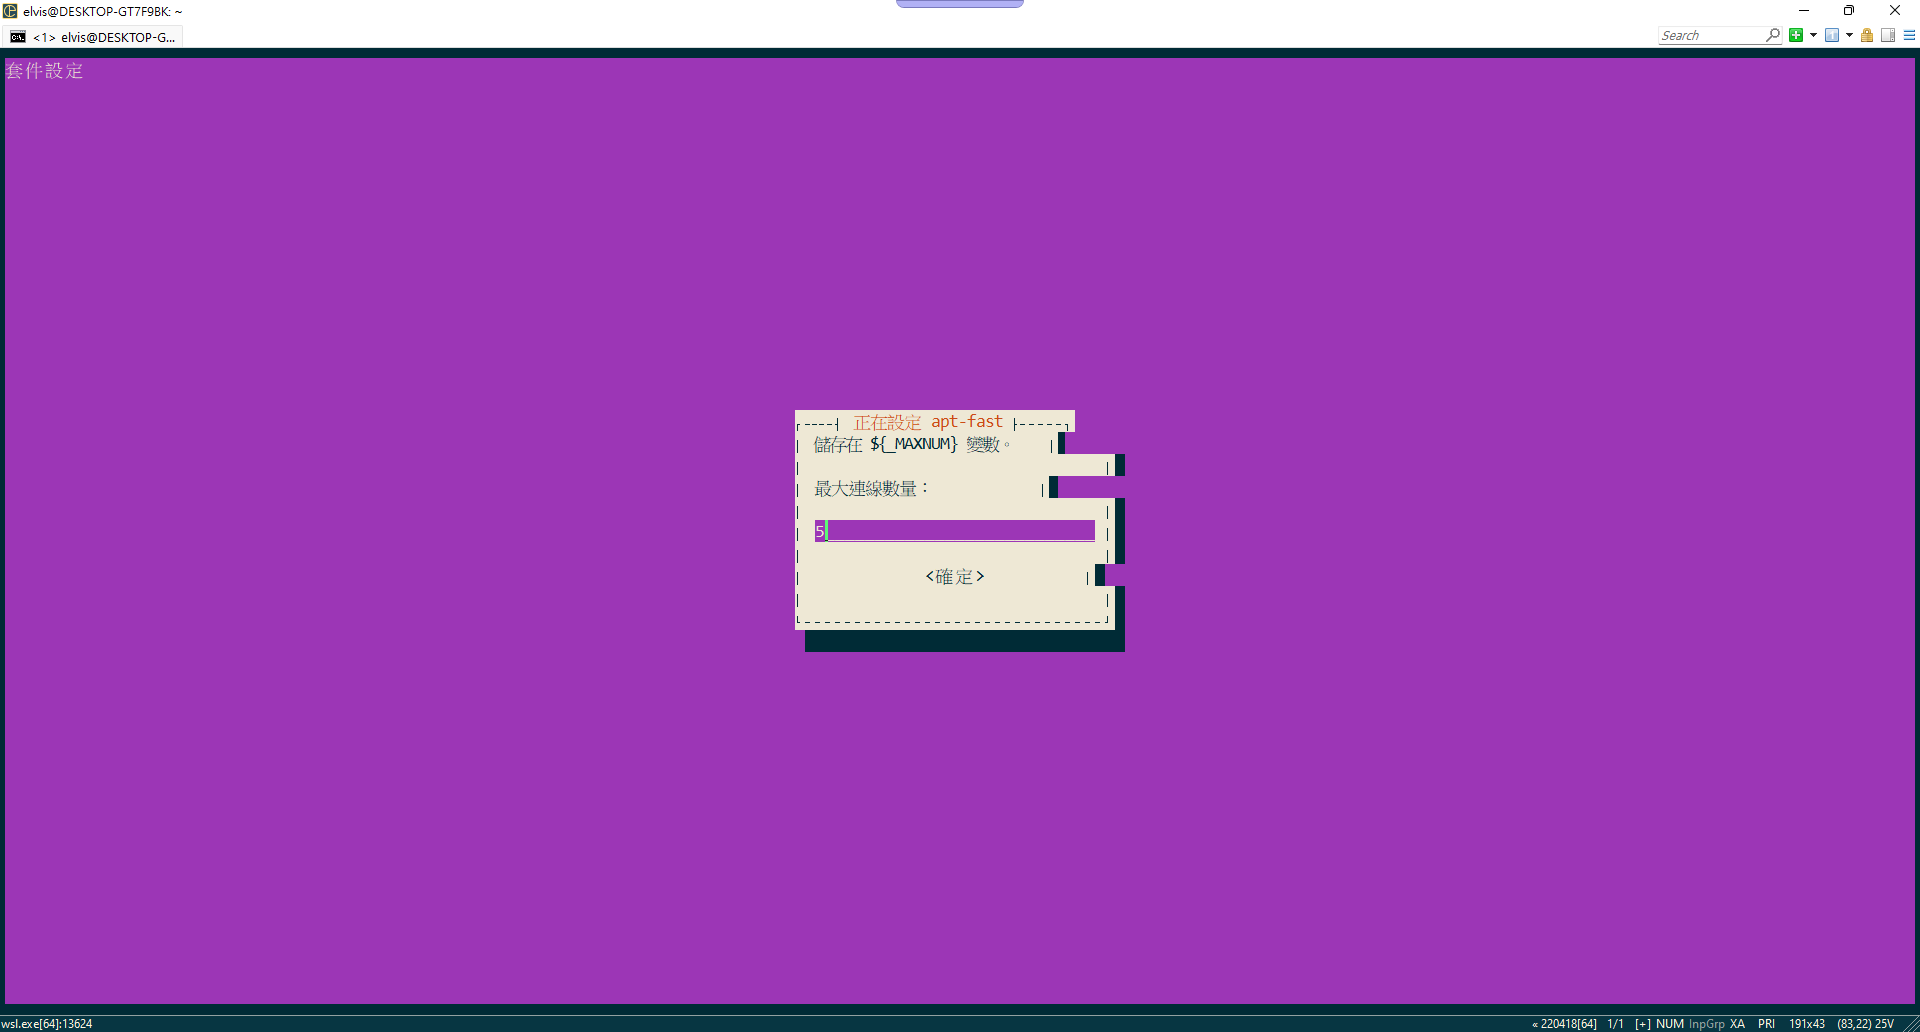 elvis@DESKTOP-GT7F9BK: ~
<1> elvis@DESKTOP-G...
Search
套件設定
正在設定 apt-fast
儲存在 ${_MAXNUM} 變數。
最大連線數量：
5
<確定>
wsl.exe[64]:13624
« 220418[64] 1/1 [+] NUM InpGrp XA PRI 191x43 (83,22) 25V